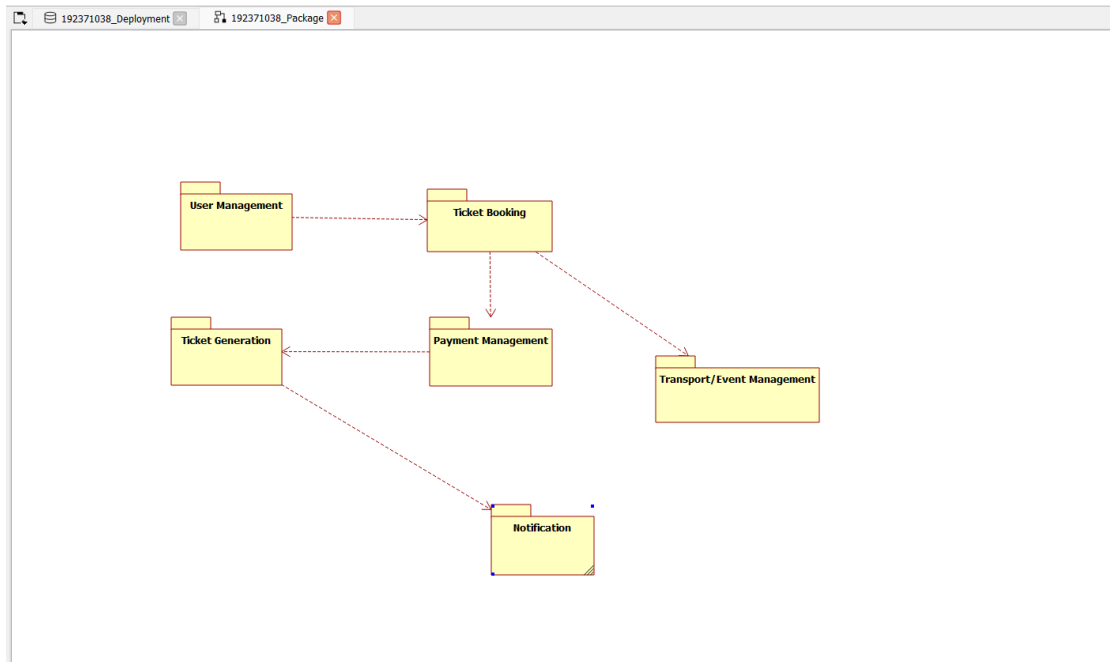 192371038_Deployment
192371038_Package
User Management
Ticket Booking
Ticket Generation
Payment Management
Transport/Event Management
Notification